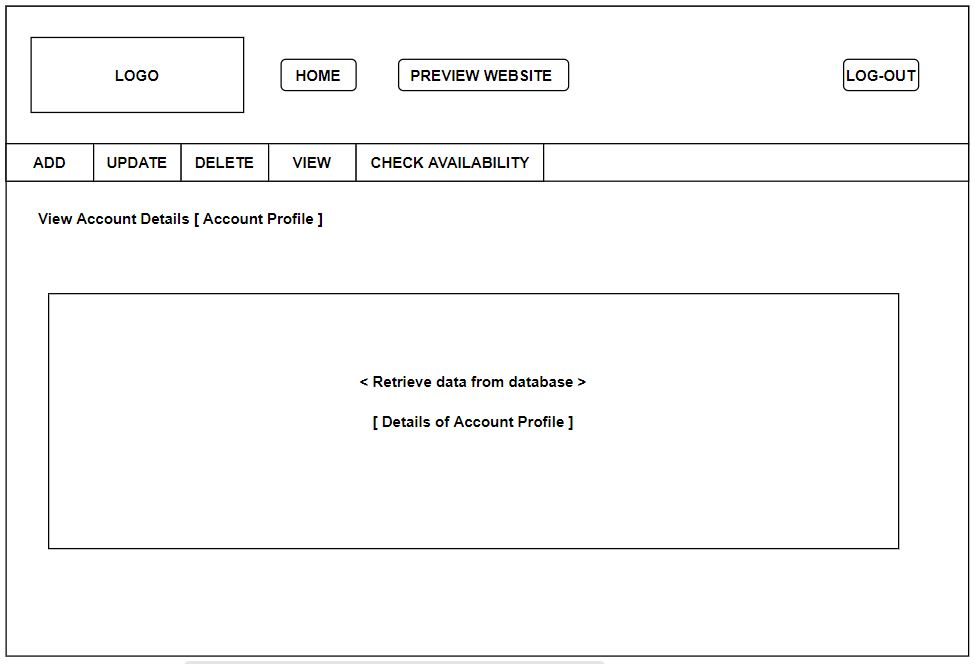 LOGO HOME PREVIEW WEBSITE LOG-OUT
ADD UPDATE DELETE VIEW CHECK AVAILABILITY
View Account Details [ Account Profile ]
< Retrieve data from database >
[ Details of Account Profile ]